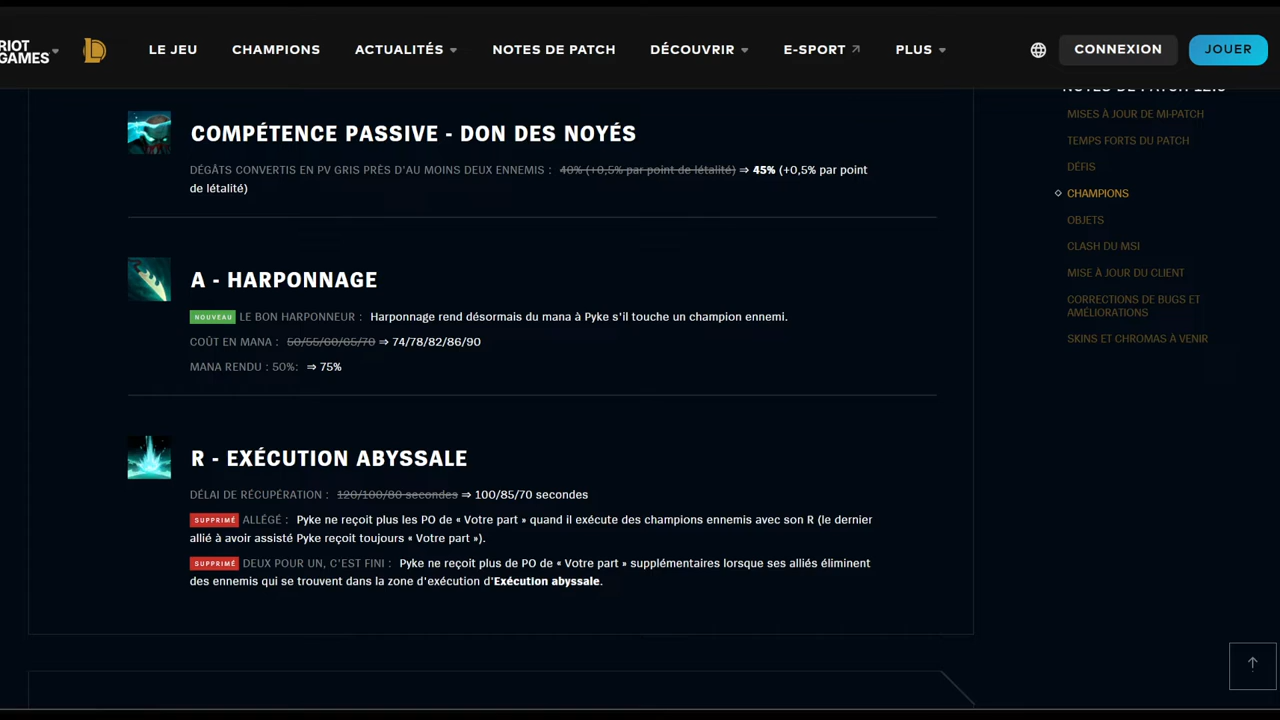 RIOT GAMES
LE JEU
CHAMPIONS
ACTUALITÉS
NOTES DE PATCH
DÉCOUVRIR
E-SPORT
PLUS
CONNEXION
JOUER
COMPÉTENCE PASSIVE - DON DES NOYÉS
DÉGÂTS CONVERTIS EN PV GRIS PRÈS D'AU MOINS DEUX ENNEMIS : 40% (+0,5% par point de létalité) ⇒ 45% (+0,5% par point
de létalité)
A - HARPONNAGE
NOUVEAU LE BON HARPONNEUR : Harponnage rend désormais du mana à Pyke s'il touche un champion ennemi.
COÛT EN MANA : 50/55/60/65/70 ⇒ 74/78/82/86/90
MANA RENDU : 50%: ⇒ 75%
R - EXÉCUTION ABYSSALE
DÉLAI DE RÉCUPÉRATION : 120/100/80 secondes ⇒ 100/85/70 secondes
SUPPRIMÉ ALLÉGÉ : Pyke ne reçoit plus les PO de « Votre part » quand il exécute des champions ennemis avec son R (le dernier
allié à avoir assisté Pyke reçoit toujours « Votre part »).
SUPPRIMÉ DEUX POUR UN, C'EST FINI : Pyke ne reçoit plus de PO de « Votre part » supplémentaires lorsque ses alliés éliminent
des ennemis qui se trouvent dans la zone d'exécution d'Exécution abyssale.
NOTES DE PATCH
MISES À JOUR DE MI-PATCH
TEMPS FORTS DU PATCH
DÉFIS
CHAMPIONS
OBJETS
CLASH DU MSI
MISE À JOUR DU CLIENT
CORRECTIONS DE BUGS ET
AMÉLIORATIONS
SKINS ET CHROMAS À VENIR